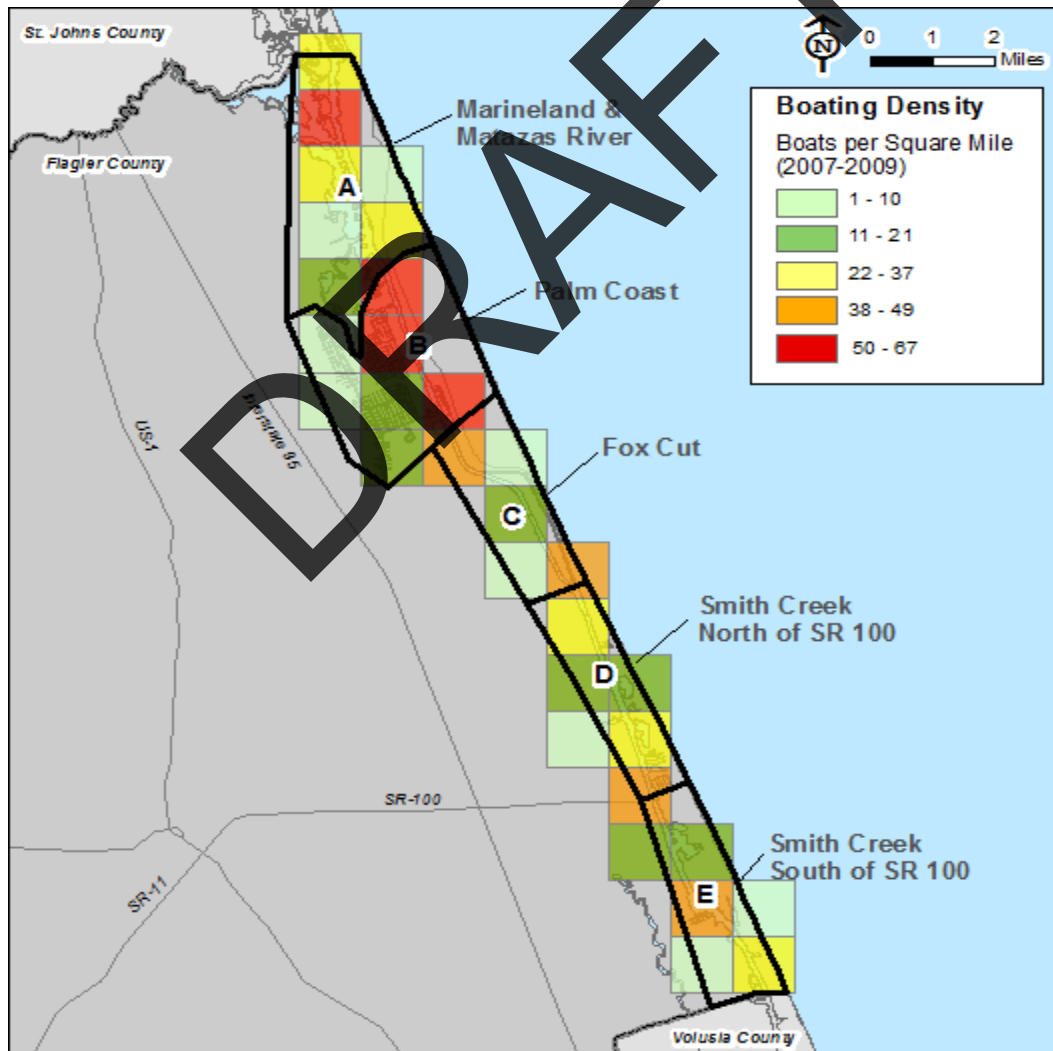 St. Johns County
Flagler County
Marineland &
Matazas River
A
Palm Coast
B
Fox Cut
C
Smith Creek
North of SR 100
D
Smith Creek
South of SR 100
E
US-1
SR-100
SR-11
Volusia County
N
0 1 2
Miles
Boating Density
Boats per Square Mile
(2007-2009)
1 - 10
11 - 21
22 - 37
38 - 49
50 - 67
DRAFT